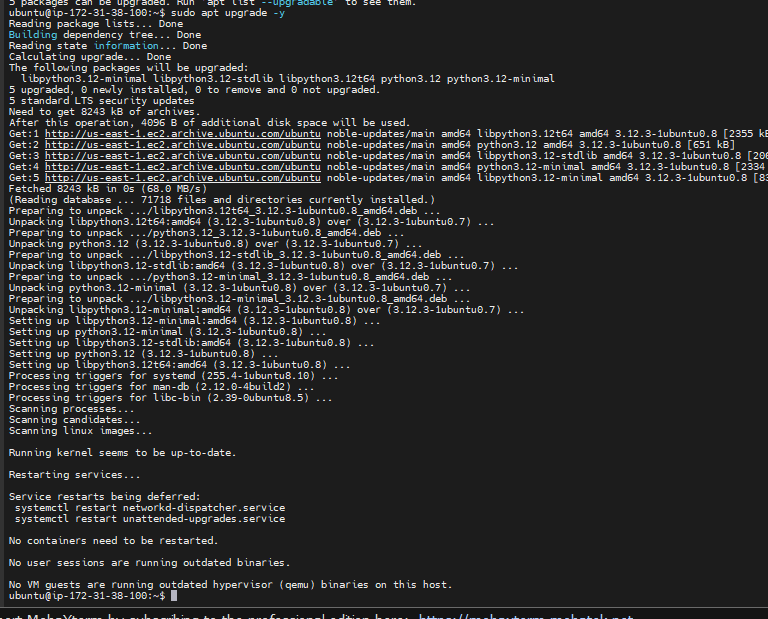 5 packages can be upgraded. Run 'apt list --upgradable' to see them.
ubuntu@ip-172-31-38-100:~$ sudo apt upgrade -y
Reading package lists... Done
Building dependency tree... Done
Reading state information... Done
Calculating upgrade... Done
The following packages will be upgraded:
  libpython3.12-minimal libpython3.12-stdlib libpython3.12t64 python3.12 python3.12-minimal
5 upgraded, 0 newly installed, 0 to remove and 0 not upgraded.
5 standard LTS security updates
Need to get 8243 kB of archives.
After this operation, 4096 B of additional disk space will be used.
Get:1 http://us-east-1.ec2.archive.ubuntu.com/ubuntu noble-updates/main amd64 libpython3.12t64 amd64 3.12.3-1ubuntu0.8 [2355 kB
Get:2 http://us-east-1.ec2.archive.ubuntu.com/ubuntu noble-updates/main amd64 python3.12 amd64 3.12.3-1ubuntu0.8 [651 kB]
Get:3 http://us-east-1.ec2.archive.ubuntu.com/ubuntu noble-updates/main amd64 libpython3.12-stdlib amd64 3.12.3-1ubuntu0.8 [206
Get:4 http://us-east-1.ec2.archive.ubuntu.com/ubuntu noble-updates/main amd64 python3.12-minimal amd64 3.12.3-1ubuntu0.8 [2334
Get:5 http://us-east-1.ec2.archive.ubuntu.com/ubuntu noble-updates/main amd64 libpython3.12-minimal amd64 3.12.3-1ubuntu0.8 [83
Fetched 8243 kB in 0s (68.0 MB/s)
(Reading database ... 71718 files and directories currently installed.)
Preparing to unpack .../libpython3.12t64_3.12.3-1ubuntu0.8_amd64.deb ...
Unpacking libpython3.12t64:amd64 (3.12.3-1ubuntu0.8) over (3.12.3-1ubuntu0.7) ...
Preparing to unpack .../python3.12_3.12.3-1ubuntu0.8_amd64.deb ...
Unpacking python3.12 (3.12.3-1ubuntu0.8) over (3.12.3-1ubuntu0.7) ...
Preparing to unpack .../libpython3.12-stdlib_3.12.3-1ubuntu0.8_amd64.deb ...
Unpacking libpython3.12-stdlib:amd64 (3.12.3-1ubuntu0.8) over (3.12.3-1ubuntu0.7) ...
Preparing to unpack .../python3.12-minimal_3.12.3-1ubuntu0.8_amd64.deb ...
Unpacking python3.12-minimal (3.12.3-1ubuntu0.8) over (3.12.3-1ubuntu0.7) ...
Preparing to unpack .../libpython3.12-minimal_3.12.3-1ubuntu0.8_amd64.deb ...
Unpacking libpython3.12-minimal:amd64 (3.12.3-1ubuntu0.8) over (3.12.3-1ubuntu0.7) ...
Setting up libpython3.12-minimal:amd64 (3.12.3-1ubuntu0.8) ...
Setting up python3.12-minimal (3.12.3-1ubuntu0.8) ...
Setting up libpython3.12-stdlib:amd64 (3.12.3-1ubuntu0.8) ...
Setting up python3.12 (3.12.3-1ubuntu0.8) ...
Setting up libpython3.12t64:amd64 (3.12.3-1ubuntu0.8) ...
Processing triggers for systemd (255.4-1ubuntu8.10) ...
Processing triggers for man-db (2.12.0-4build2) ...
Processing triggers for libc-bin (2.39-0ubuntu8.5) ...
Scanning processes...
Scanning candidates...
Scanning linux images...
Running kernel seems to be up-to-date.
Restarting services...
Service restarts being deferred:
 systemctl restart networkd-dispatcher.service
 systemctl restart unattended-upgrades.service
No containers need to be restarted.
No user sessions are running outdated binaries.
No VM guests are running outdated hypervisor (qemu) binaries on this host.
ubuntu@ip-172-31-38-100:~$
port MobaXterm by subscribing to the professional edition here: https://mobaxterm.mobatek.net